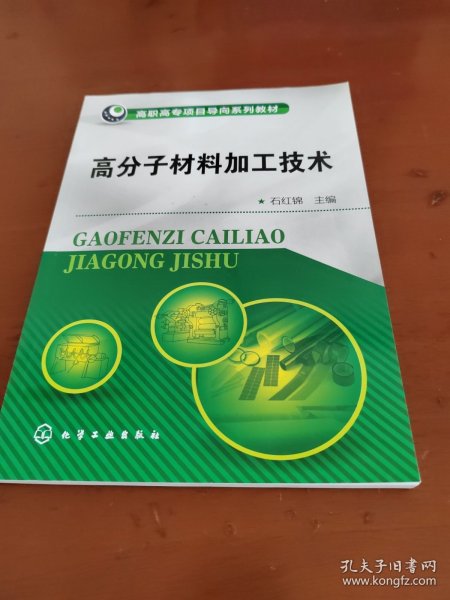 高职高专项目导向系列教材
高分子材料加工技术
★ 石红锦 主编
GAOFENZI CAILIAO
JIAGONG JISHU
化学工业出版社
孔夫子旧书网
www.kongfz.com